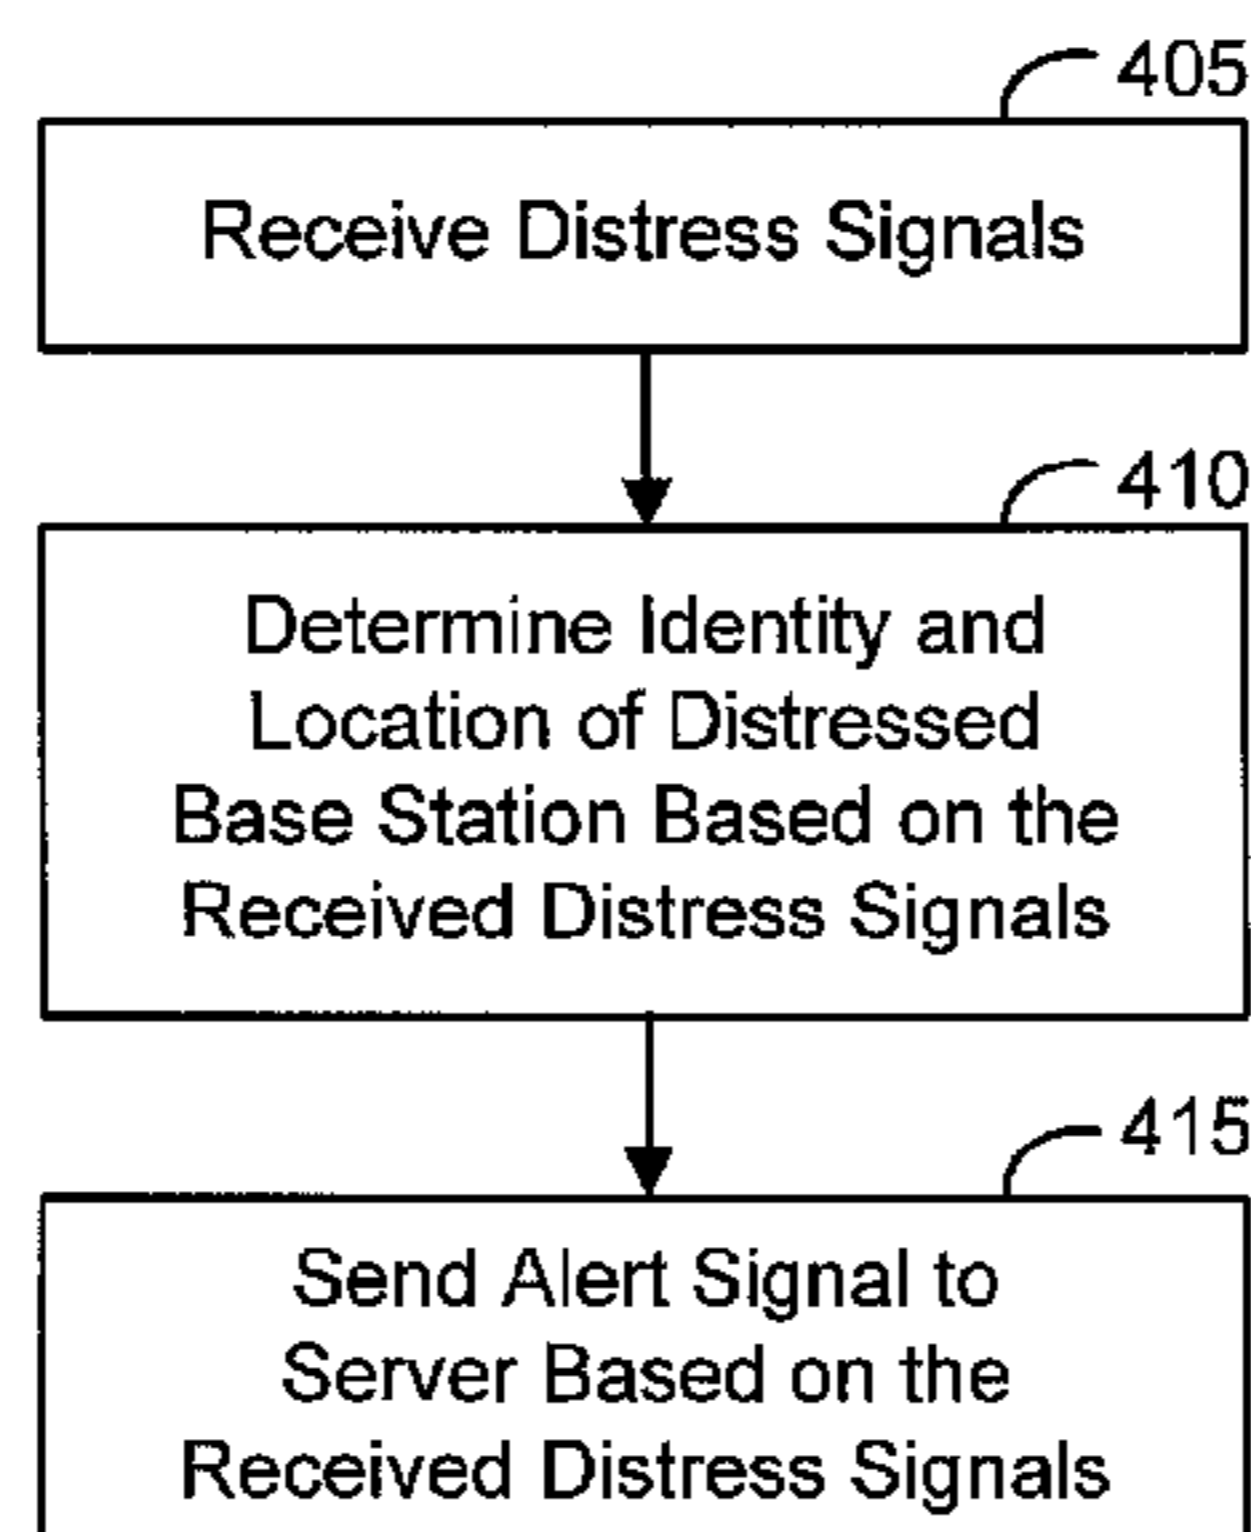 405
Receive Distress Signals
410
Determine Identity and
Location of Distressed
Base Station Based on the
Received Distress Signals
415
Send Alert Signal to
Server Based on the
Received Distress Signals